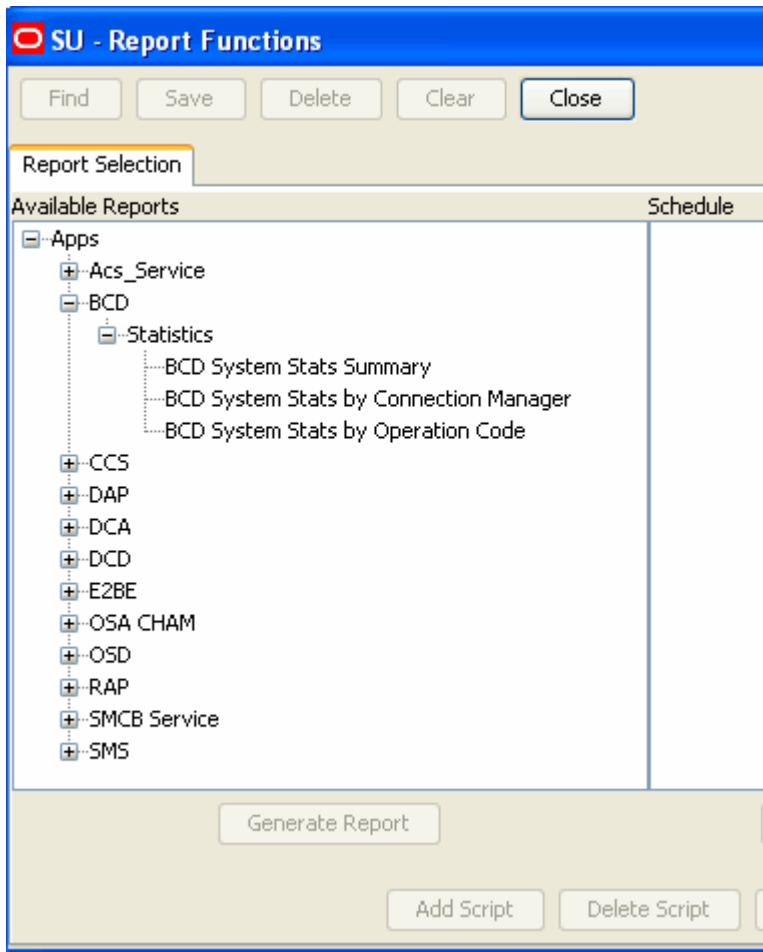 SU - Report Functions
Find Save Delete Clear Close
Report Selection
Available Reports Schedule
Apps
Acs_Service
BCD
Statistics
BCD System Stats Summary
BCD System Stats by Connection Manager
BCD System Stats by Operation Code
CCS
DAP
DCA
DCD
E2BE
OSA CHAM
OSD
RAP
SMCB Service
SMS
Generate Report
Add Script Delete Script